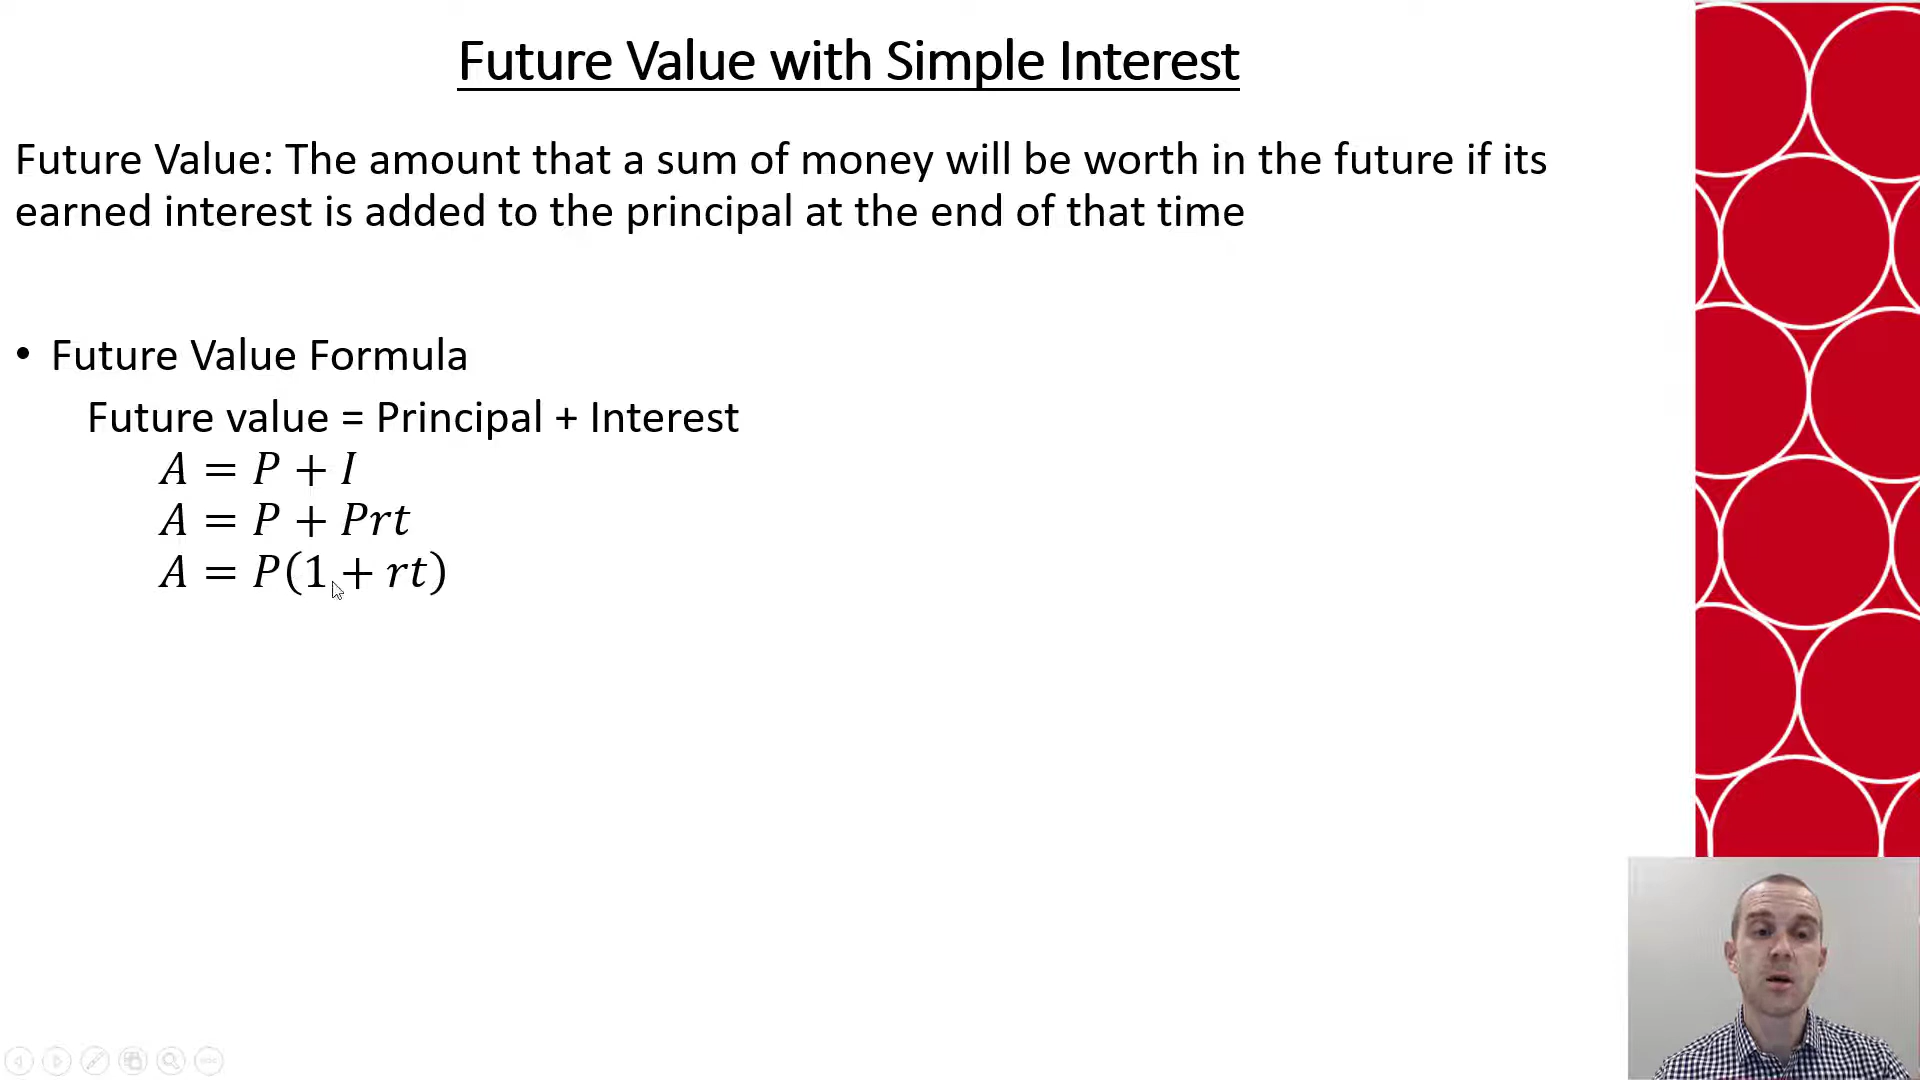 Future Value with Simple Interest
Future Value: The amount that a sum of money will be worth in the future if its
earned interest is added to the principal at the end of that time
• Future Value Formula
Future value = Principal + Interest
A = P + I
A = P + Prt
A = P(1 + rt)